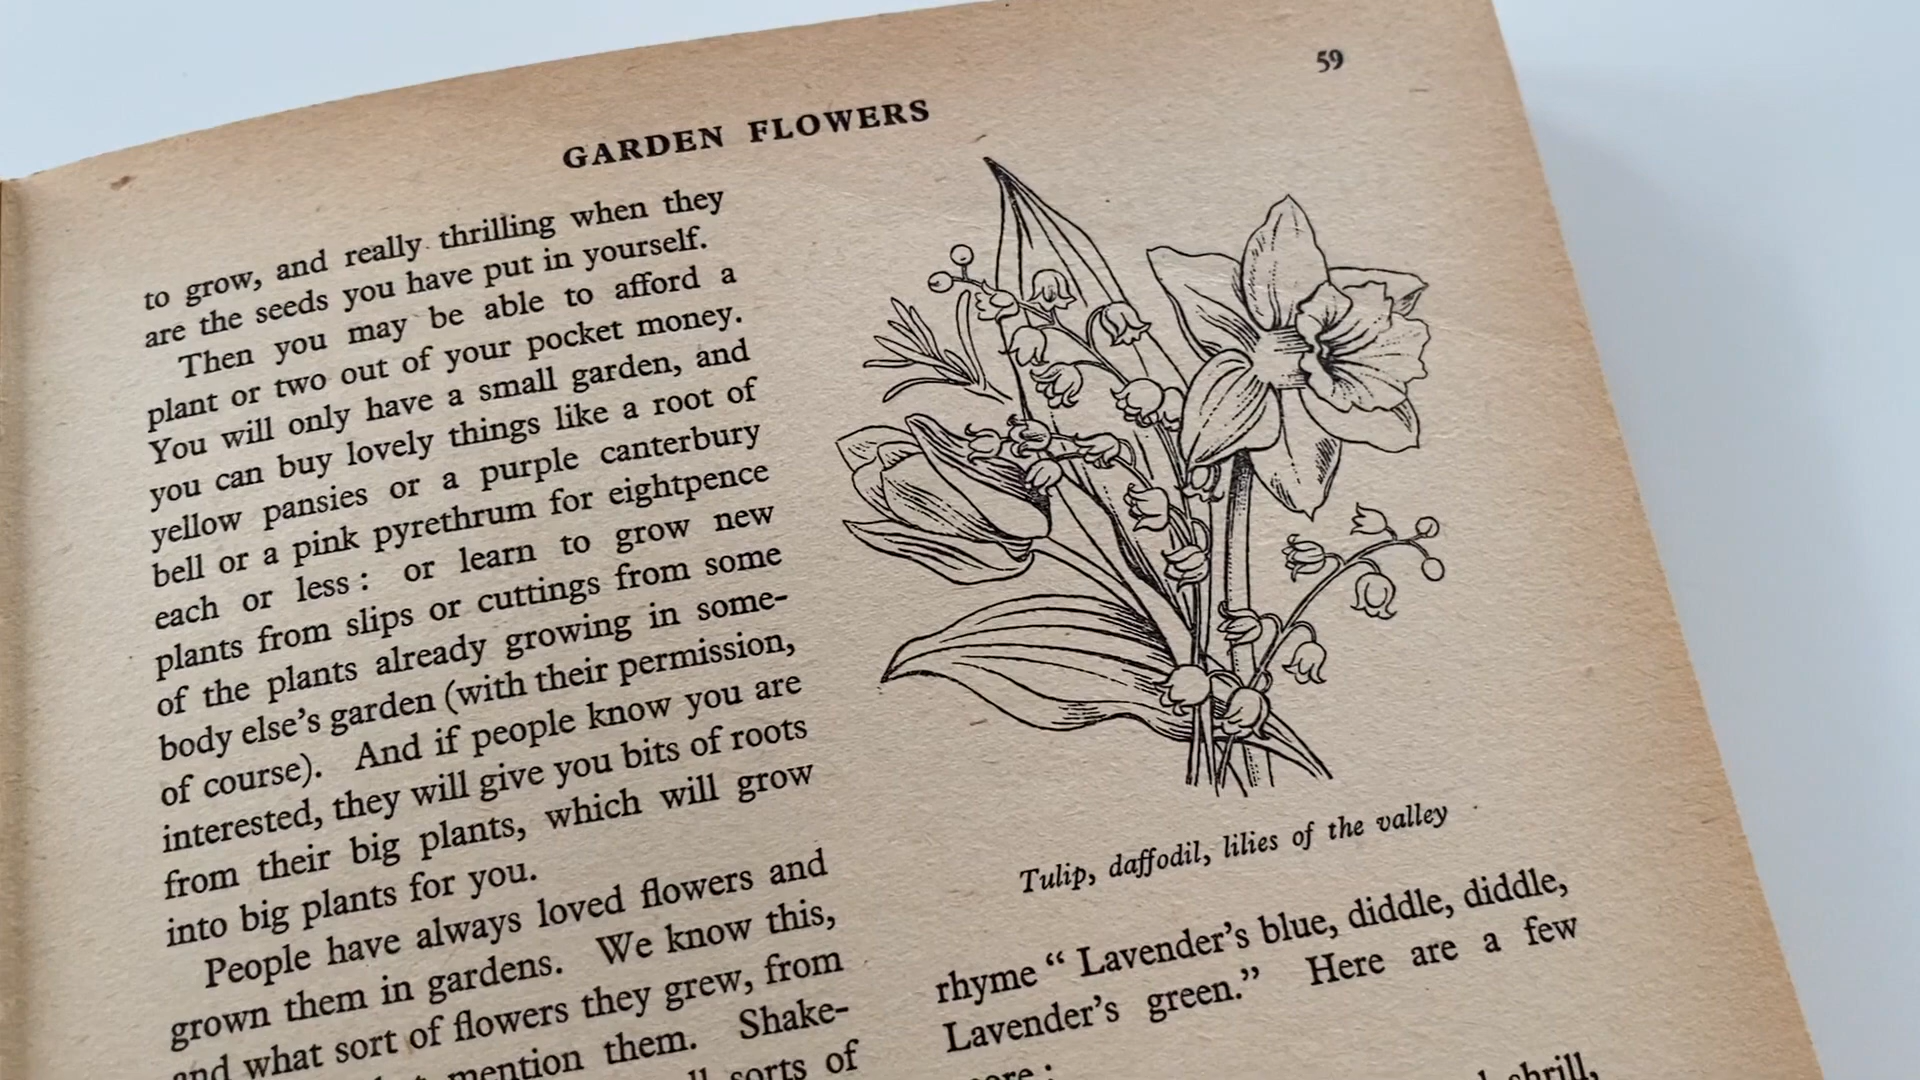 59
GARDEN FLOWERS
to grow, and really thrilling when they
are the seeds you have put in yourself.
Then you may be able to afford a
plant or two out of your pocket money.
You will only have a small garden, and
you can buy lovely things like a root of
yellow pansies or a purple canterbury
bell or a pink pyrethrum for eightpence
each or less : or learn to grow new
plants from slips or cuttings from some
of the plants already growing in some-
body else’s garden (with their permission,
of course). And if people know you are
interested, they will give you bits of roots
from their big plants, which will grow
into big plants for you.
People have always loved flowers and
grown them in gardens. We know this,
and what sort of flowers they grew, from
mention them. Shake-
sorts of
Tulip, daffodil, lilies of the valley
rhyme “ Lavender’s blue, diddle, diddle,
Lavender’s green.” Here are a few
shrill,